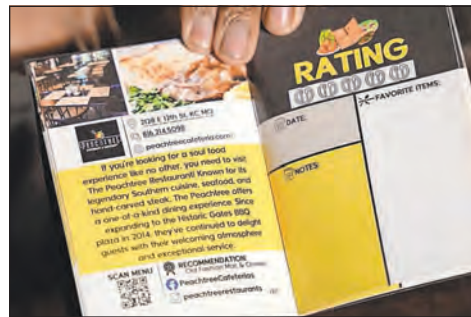 PEACHTREE
2128 E 12th St, KC MO
816.214.5098
peachtreecafeteria.com
If you're looking for a soul food
experience like no other, you need to visit
The Peachtree Restaurant! Known for its
legendary Southern cuisine, seafood, and
hand-carved steak, The Peachtree offers
a one-of-a-kind dining experience. Since
expanding to the Historic Gates BBQ
plaza in 2014, they've continued to delight
guests with their welcoming atmosphere
and exceptional service.
SCAN MENU
RECOMMENDATION
Old Fashion Mac & Cheese
PeachtreeCafeterias
peachtreerestaurants
RATING
DATE:
FAVORITE ITEMS:
NOTES: